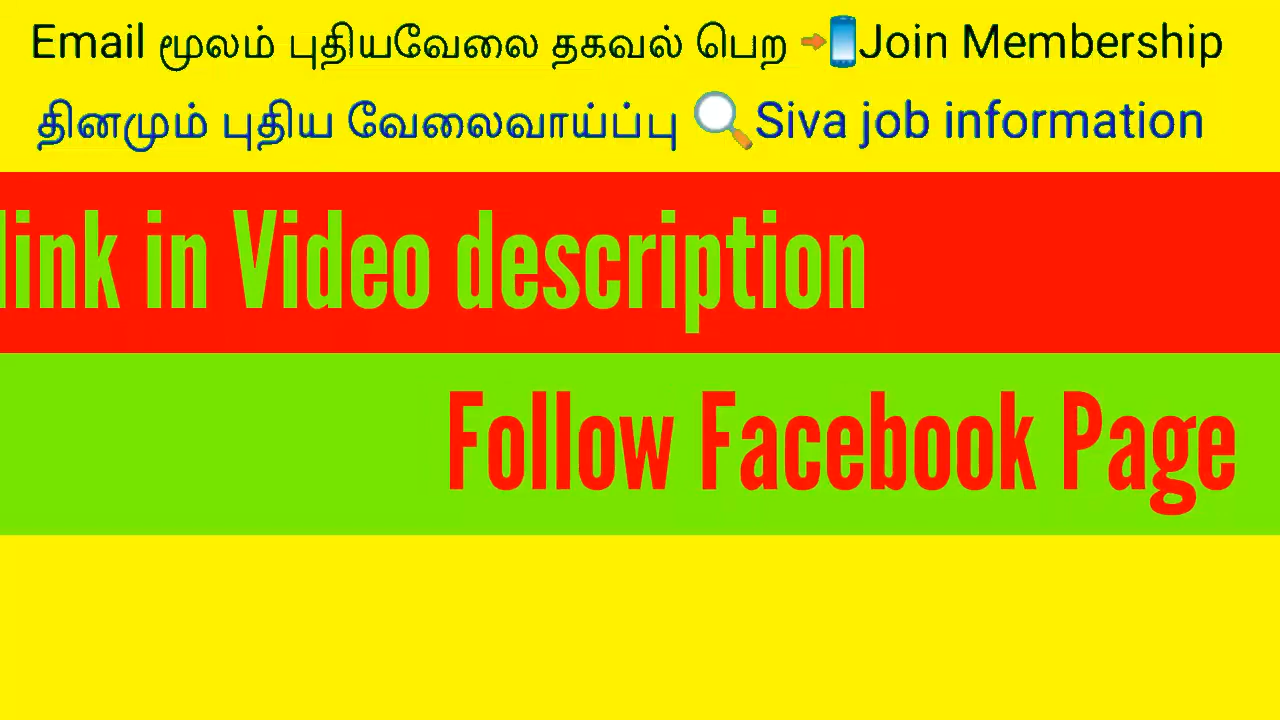 Email மூலம் புதியவேலை தகவல் பெற ➔📱Join Membership
தினமும் புதிய வேலைவாய்ப்பு 🔍Siva job information
link in Video description
Follow Facebook Page